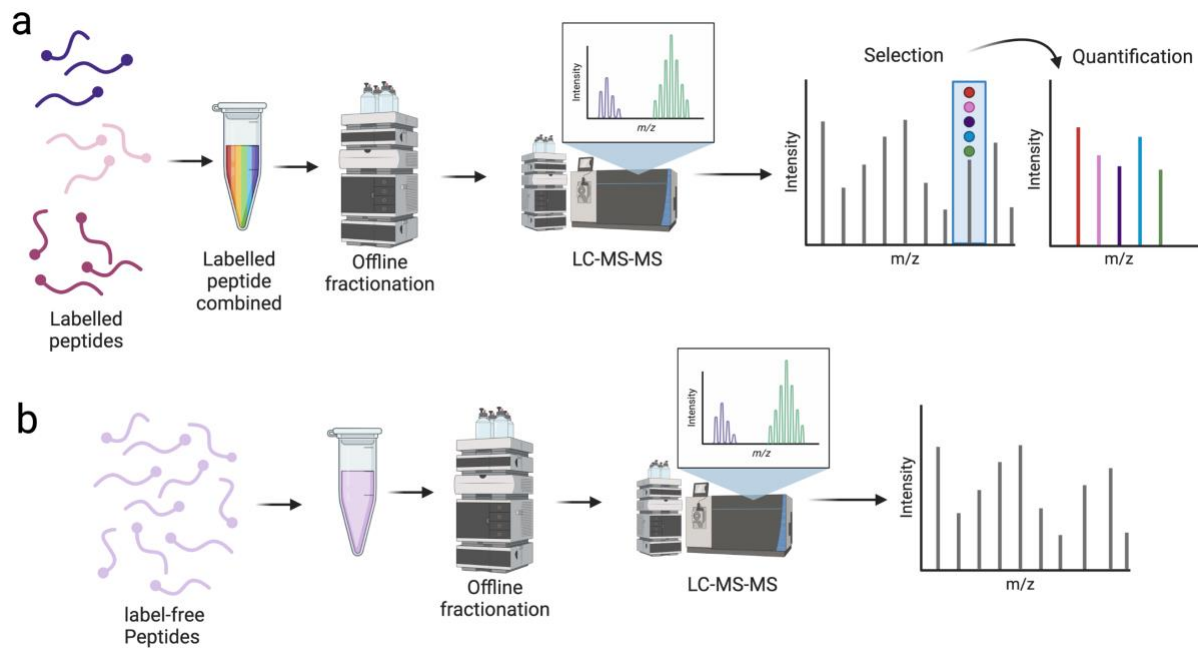 a
Labelled
peptides
Labelled
peptide
combined
Offline
fractionation
Intensity
m/z
LC-MS-MS
Selection
Quantification
Intensity
m/z
Intensity
m/z
b
label-free
Peptides
Offline
fractionation
Intensity
m/z
LC-MS-MS
Intensity
m/z